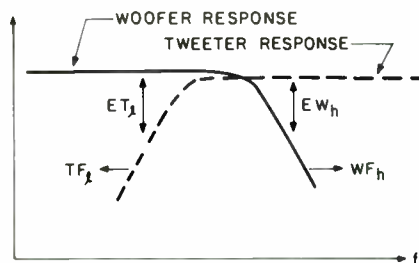 WOOFER RESPONSE
TWEETER RESPONSE
ETℓ
EWh
TFℓ
WFh
f